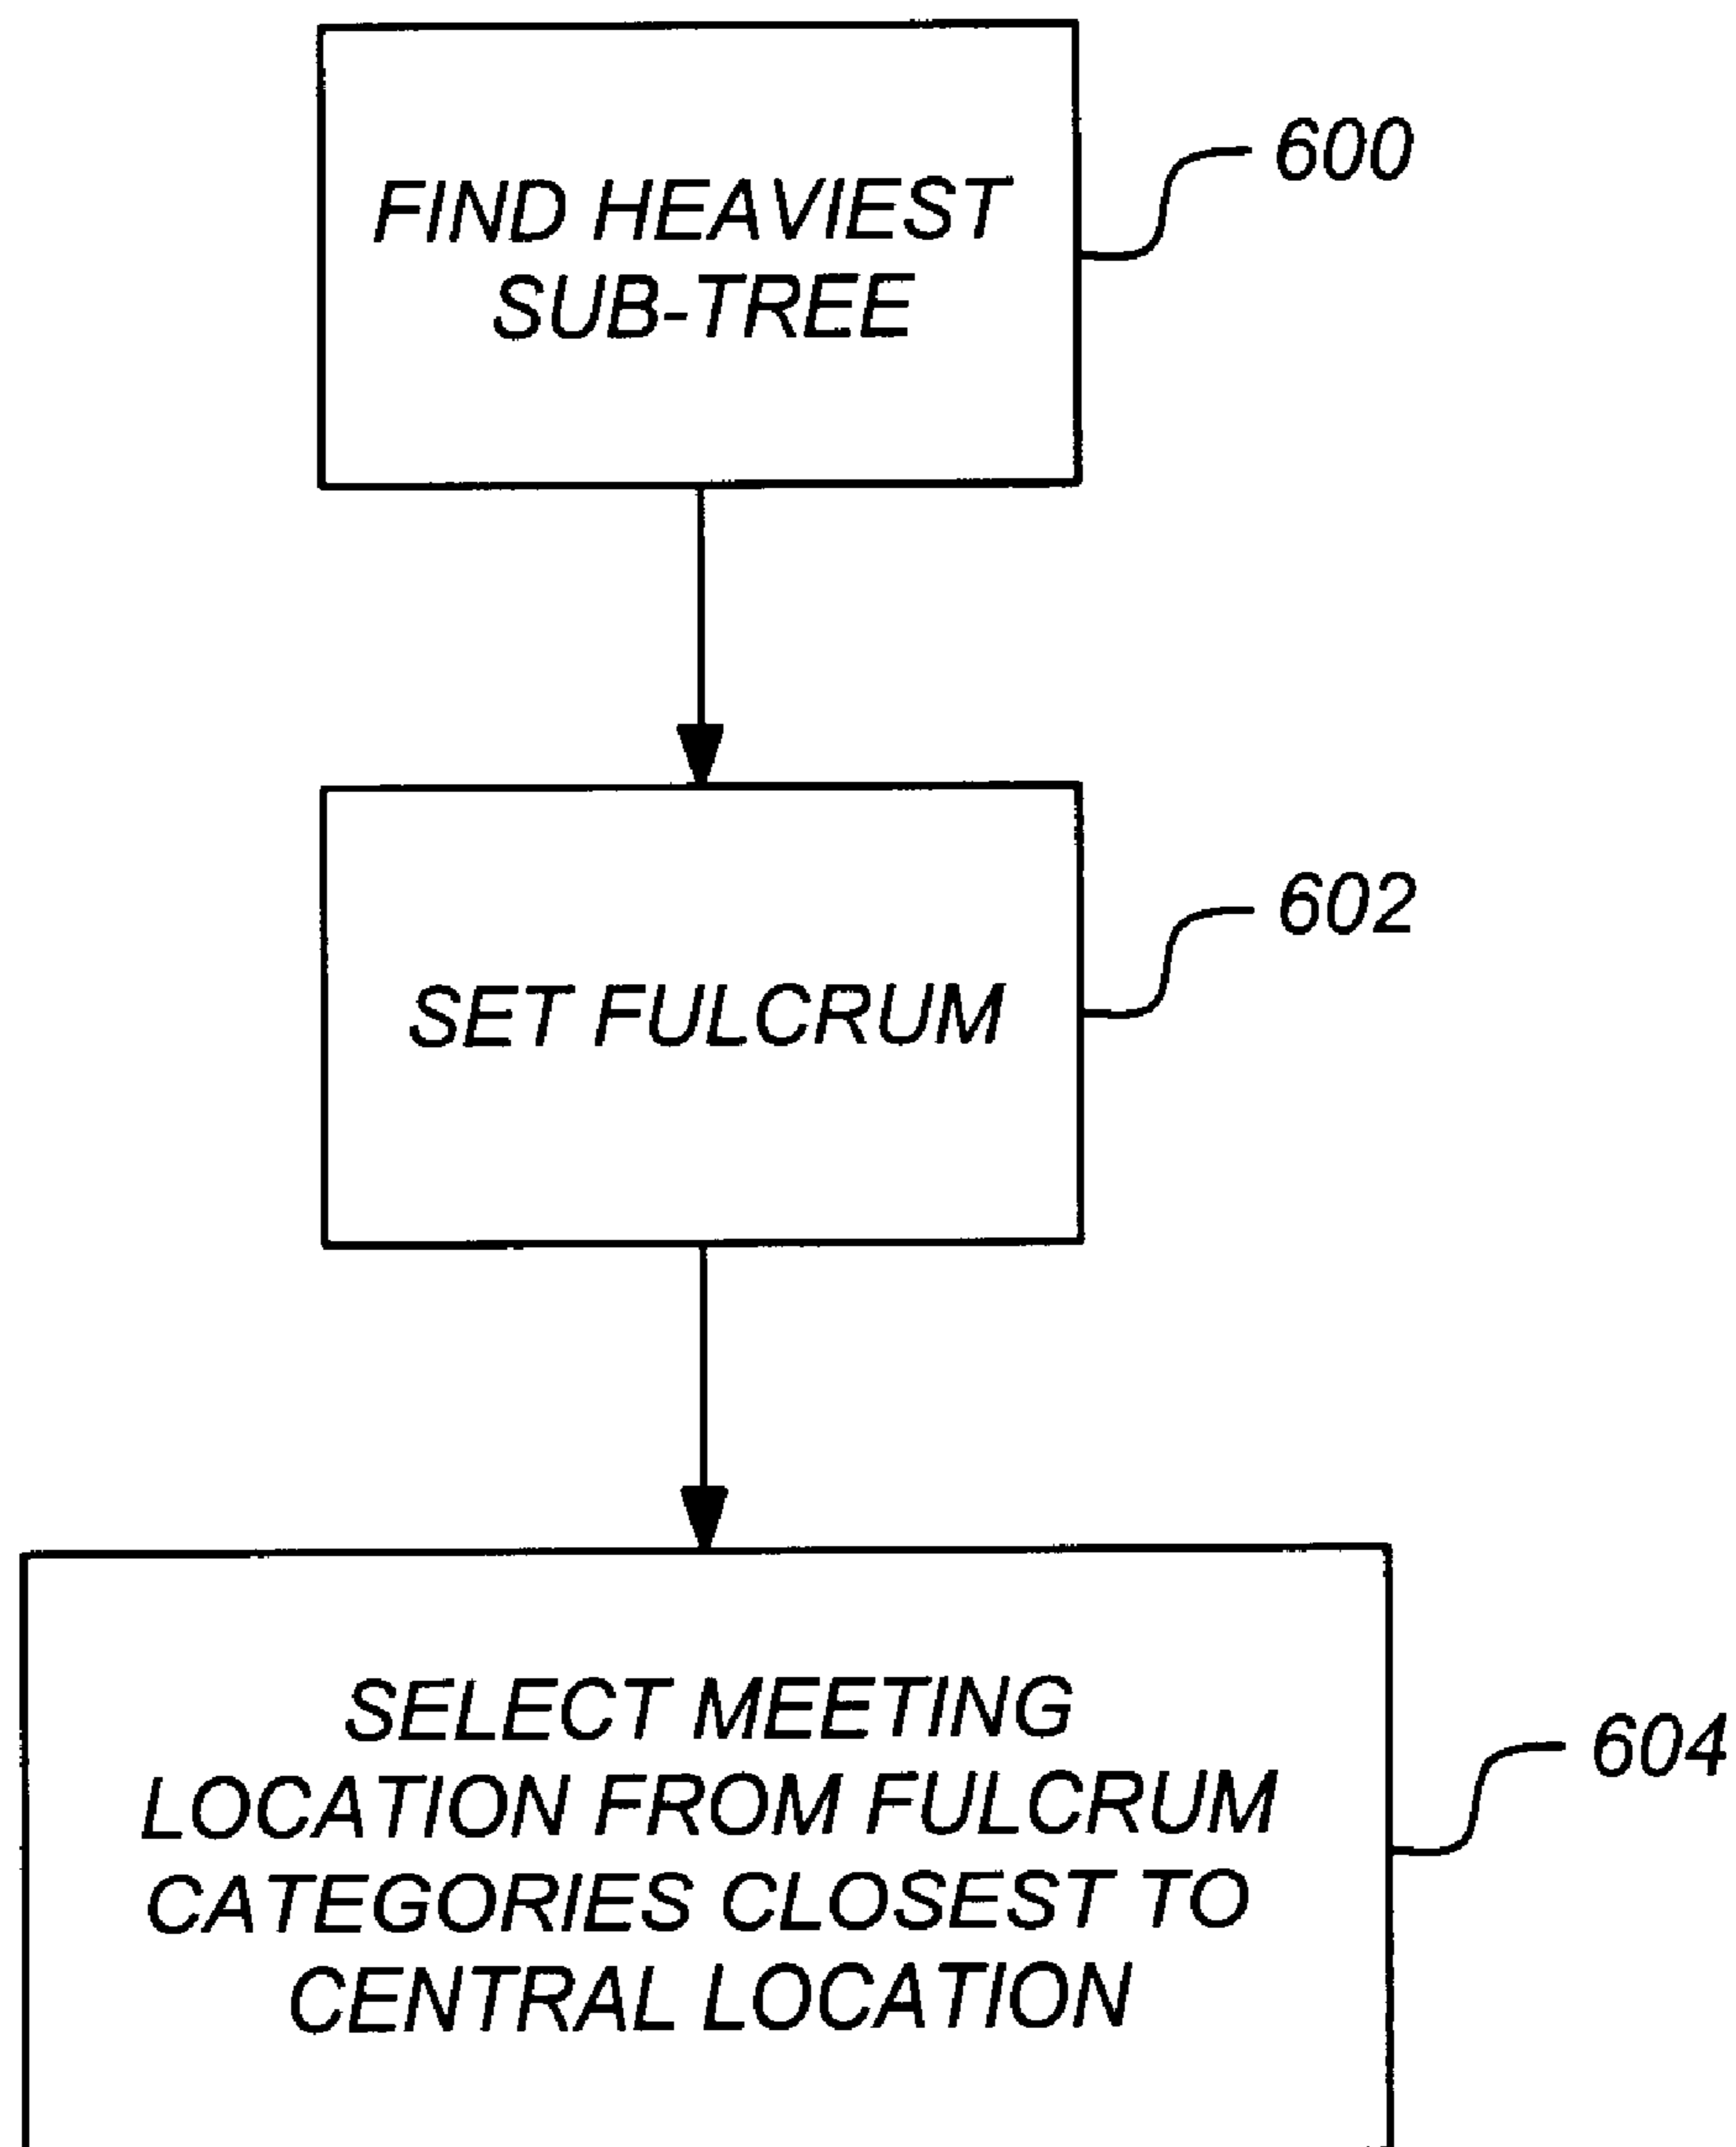 FIND HEAVIEST
SUB-TREE
600
SET FULCRUM
602
SELECT MEETING
LOCATION FROM FULCRUM
CATEGORIES CLOSEST TO
CENTRAL LOCATION
604